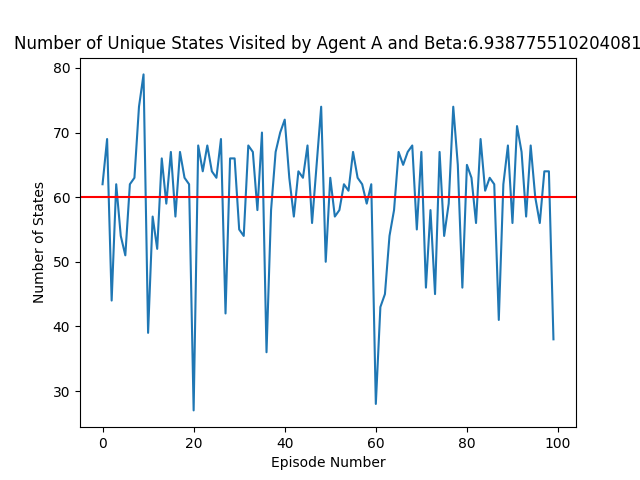 Number of Unique States Visited by Agent A and Beta:6.938775510204081
80
70
60
50
40
30
Number of States
0 20 40 60 80 100
Episode Number